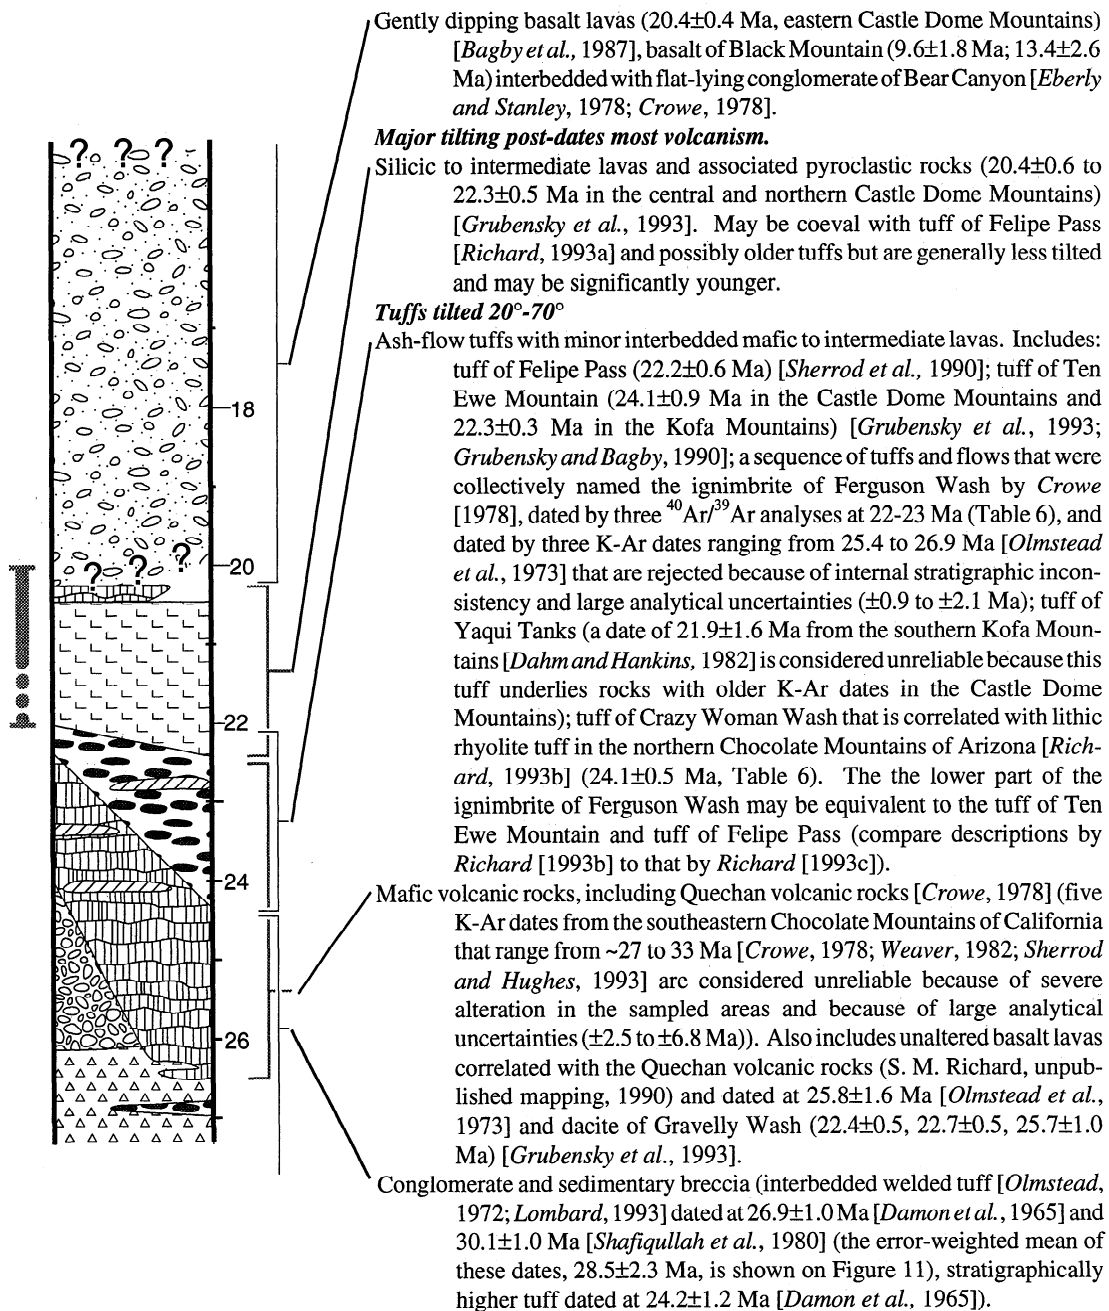 Gently dipping basalt lavas (20.4±0.4 Ma, eastern Castle Dome Mountains)
[Bagby et al., 1987], basalt of Black Mountain (9.6±1.8 Ma; 13.4±2.6
Ma) interbedded with flat-lying conglomerate of Bear Canyon [Eberly
and Stanley, 1978; Crowe, 1978].
Major tilting post-dates most volcanism.
Silicic to intermediate lavas and associated pyroclastic rocks (20.4±0.6 to
22.3±0.5 Ma in the central and northern Castle Dome Mountains)
[Grubensky et al., 1993]. May be coeval with tuff of Felipe Pass
[Richard, 1993a] and possibly older tuffs but are generally less tilted
and may be significantly younger.
Tuffs tilted 20°-70°
Ash-flow tuffs with minor interbedded mafic to intermediate lavas. Includes:
tuff of Felipe Pass (22.2±0.6 Ma) [Sherrod et al., 1990]; tuff of Ten
Ewe Mountain (24.1±0.9 Ma in the Castle Dome Mountains and
22.3±0.3 Ma in the Kofa Mountains) [Grubensky et al., 1993;
Grubensky and Bagby, 1990]; a sequence of tuffs and flows that were
collectively named the ignimbrite of Ferguson Wash by Crowe
[1978], dated by three ⁴⁰Ar/³⁹Ar analyses at 22-23 Ma (Table 6), and
dated by three K-Ar dates ranging from 25.4 to 26.9 Ma [Olmstead
et al., 1973] that are rejected because of internal stratigraphic incon-
sistency and large analytical uncertainties (±0.9 to ±2.1 Ma); tuff of
Yaqui Tanks (a date of 21.9±1.6 Ma from the southern Kofa Moun-
tains [Dahm and Hankins, 1982] is considered unreliable because this
tuff underlies rocks with older K-Ar dates in the Castle Dome
Mountains); tuff of Crazy Woman Wash that is correlated with lithic
rhyolite tuff in the northern Chocolate Mountains of Arizona [Rich-
ard, 1993b] (24.1±0.5 Ma, Table 6). The the lower part of the
ignimbrite of Ferguson Wash may be equivalent to the tuff of Ten
Ewe Mountain and tuff of Felipe Pass (compare descriptions by
Richard [1993b] to that by Richard [1993c]).
Mafic volcanic rocks, including Quechan volcanic rocks [Crowe, 1978] (five
K-Ar dates from the southeastern Chocolate Mountains of California
that range from ~27 to 33 Ma [Crowe, 1978; Weaver, 1982; Sherrod
and Hughes, 1993] arc considered unreliable because of severe
alteration in the sampled areas and because of large analytical
uncertainties (±2.5 to ±6.8 Ma)). Also includes unaltered basalt lavas
correlated with the Quechan volcanic rocks (S. M. Richard, unpub-
lished mapping, 1990) and dated at 25.8±1.6 Ma [Olmstead et al.,
1973] and dacite of Gravelly Wash (22.4±0.5, 22.7±0.5, 25.7±1.0
Ma) [Grubensky et al., 1993].
Conglomerate and sedimentary breccia (interbedded welded tuff [Olmstead,
1972; Lombard, 1993] dated at 26.9±1.0 Ma [Damon et al., 1965] and
30.1±1.0 Ma [Shafiqullah et al., 1980] (the error-weighted mean of
these dates, 28.5±2.3 Ma, is shown on Figure 11), stratigraphically
higher tuff dated at 24.2±1.2 Ma [Damon et al., 1965]).
? ? ?
18
20
? ? ?
22
24
26